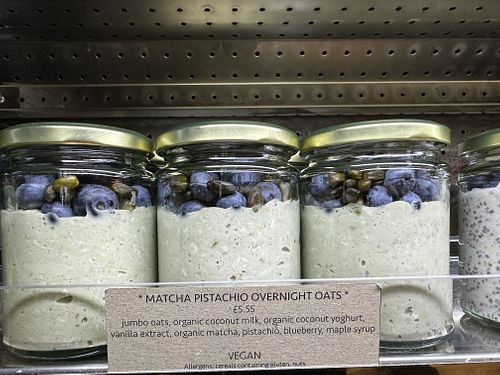 * MATCHA PISTACHIO OVERNIGHT OATS *
£5.55
jumbo oats, organic coconut milk, organic coconut yoghurt,
vanilla extract, organic matcha, pistachio, blueberry, maple syrup
VEGAN
Allergens: cereals containing gluten, nuts